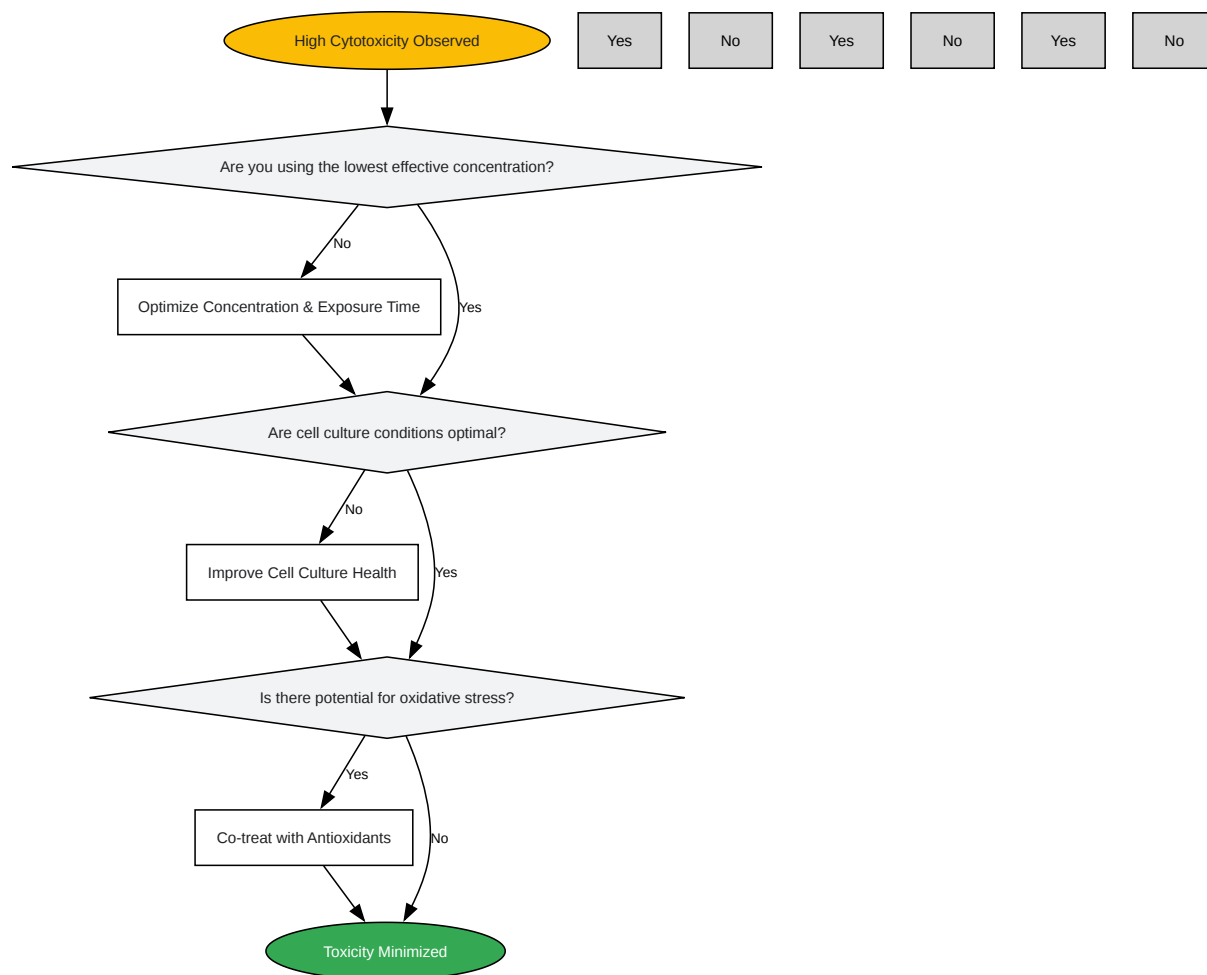 High Cytotoxicity Observed
Yes
No
Yes
No
Yes
No
Are you using the lowest effective concentration?
No
Optimize Concentration & Exposure Time
Yes
Are cell culture conditions optimal?
No
Improve Cell Culture Health
Yes
Is there potential for oxidative stress?
Yes
Co-treat with Antioxidants
No
Toxicity Minimized